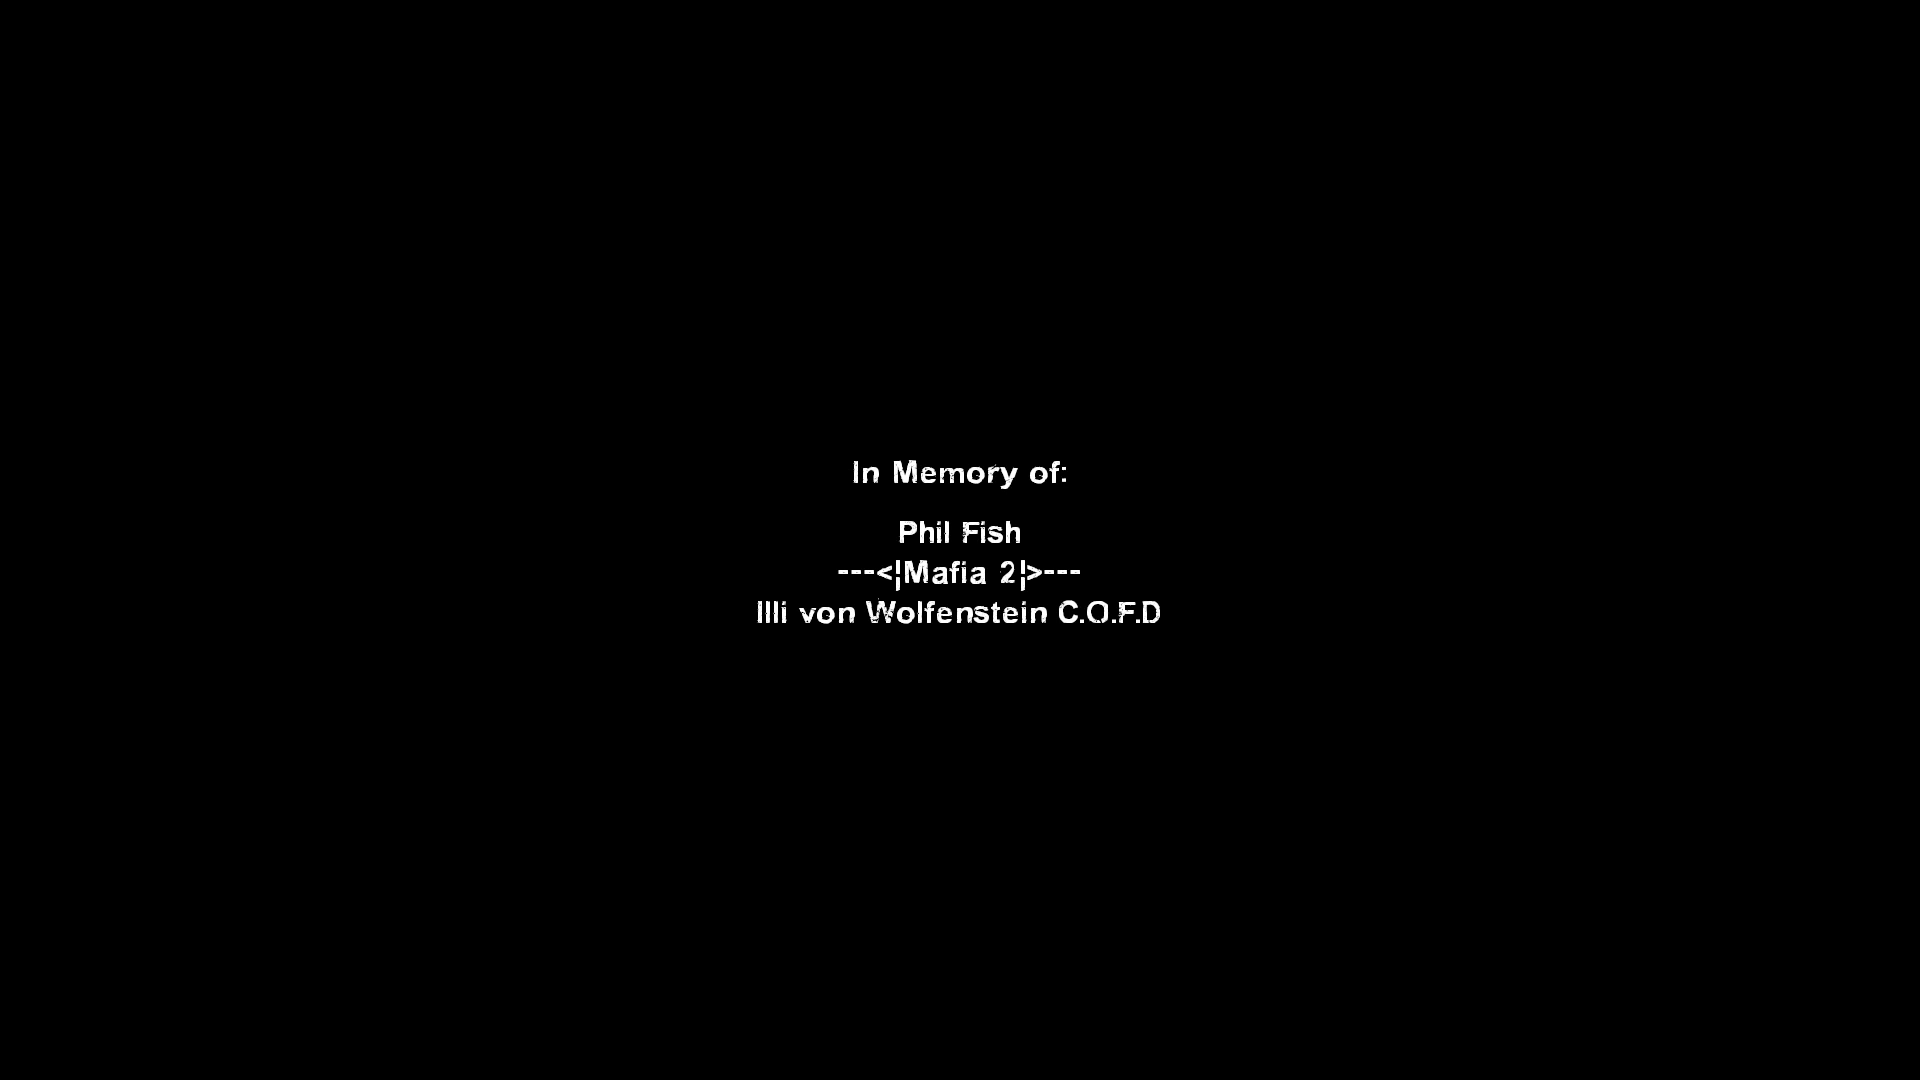 In Memory of:
Phil Fish
---<¦Mafia 2¦>---
Illi von Wolfenstein C.O.F.D